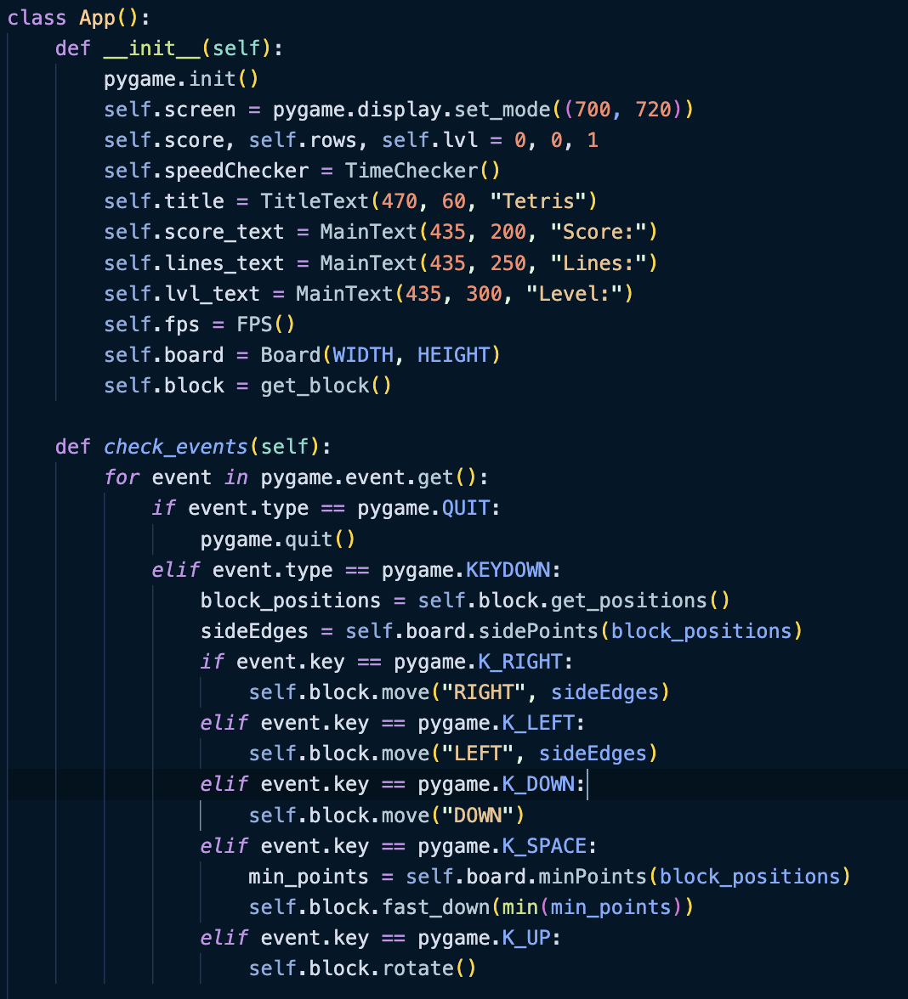 class App():
    def __init__(self):
        pygame.init()
        self.screen = pygame.display.set_mode((700, 720))
        self.score, self.rows, self.lvl = 0, 0, 1
        self.speedChecker = TimeChecker()
        self.title = TitleText(470, 60, "Tetris")
        self.score_text = MainText(435, 200, "Score:")
        self.lines_text = MainText(435, 250, "Lines:")
        self.lvl_text = MainText(435, 300, "Level:")
        self.fps = FPS()
        self.board = Board(WIDTH, HEIGHT)
        self.block = get_block()

    def check_events(self):
        for event in pygame.event.get():
            if event.type == pygame.QUIT:
                pygame.quit()
            elif event.type == pygame.KEYDOWN:
                block_positions = self.block.get_positions()
                sideEdges = self.board.sidePoints(block_positions)
                if event.key == pygame.K_RIGHT:
                    self.block.move("RIGHT", sideEdges)
                elif event.key == pygame.K_LEFT:
                    self.block.move("LEFT", sideEdges)
                elif event.key == pygame.K_DOWN:
                    self.block.move("DOWN")
                elif event.key == pygame.K_SPACE:
                    min_points = self.board.minPoints(block_positions)
                    self.block.fast_down(min(min_points))
                elif event.key == pygame.K_UP:
                    self.block.rotate()